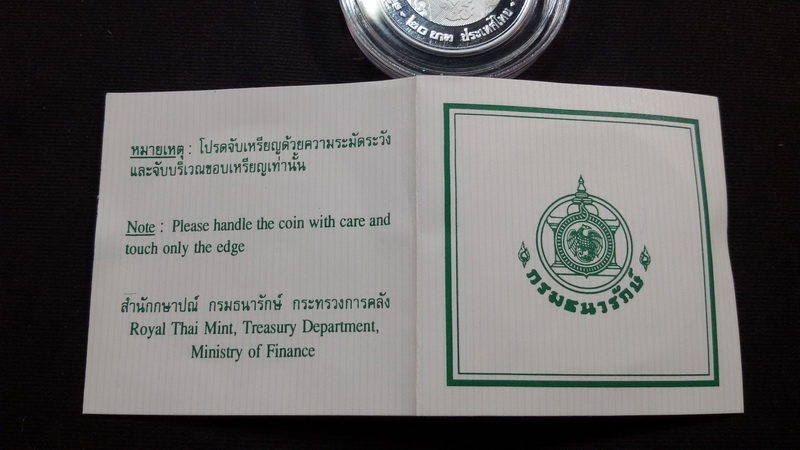 ๒๐ บาท ประเทศไทย
หมายเหตุ : โปรดจับเหรียญด้วยความระมัดระวัง
และจับบริเวณขอบเหรียญเท่านั้น
Note : Please handle the coin with care and
touch only the edge
สำนักกษาปณ์ กรมธนารักษ์ กระทรวงการคลัง
Royal Thai Mint, Treasury Department,
Ministry of Finance
กรมธนารักษ์